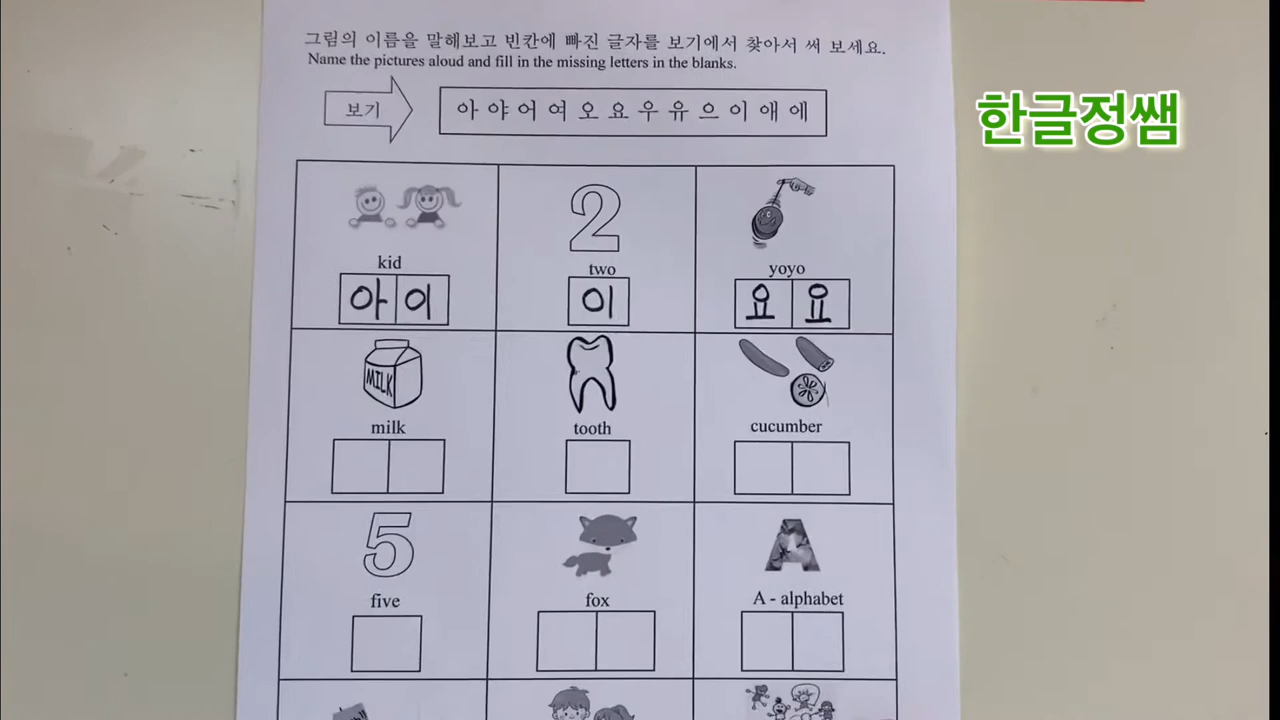 그림의 이름을 말해보고 빈칸에 빠진 글자를 보기에서 찾아서 써 보세요.
Name the pictures aloud and fill in the missing letters in the blanks.
보기
아 야 어 여 오 요 우 유 으 이 애 에
한글정쌤
2
kid
two
yoyo
아 이
이
요 요
MILK
milk
tooth
cucumber
5
A
five
fox
A - alphabet